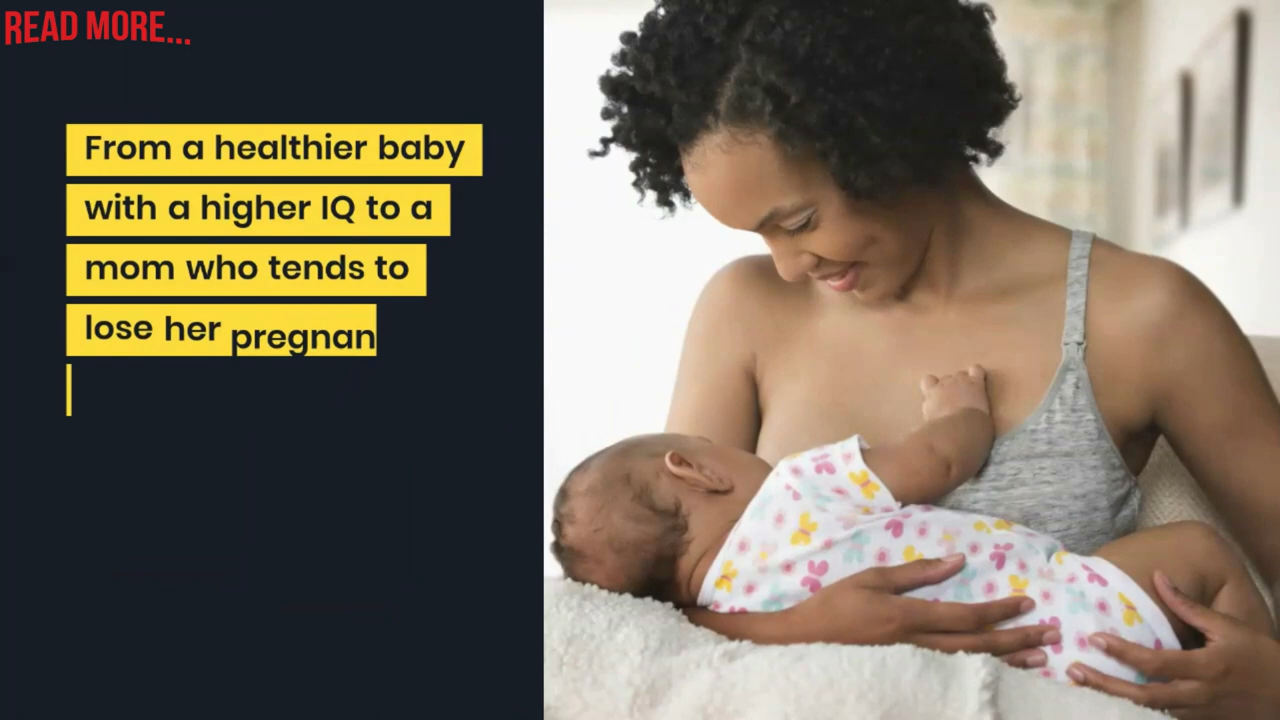 READ MORE...
From a healthier baby
with a higher IQ to a
mom who tends to
lose her pregnan